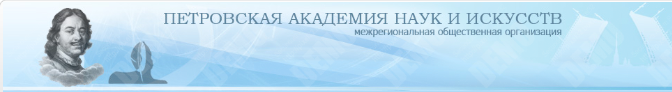 ПЕТРОВСКАЯ АКАДЕМИЯ НАУК И ИСКУССТВ
межрегиональная общественная организация